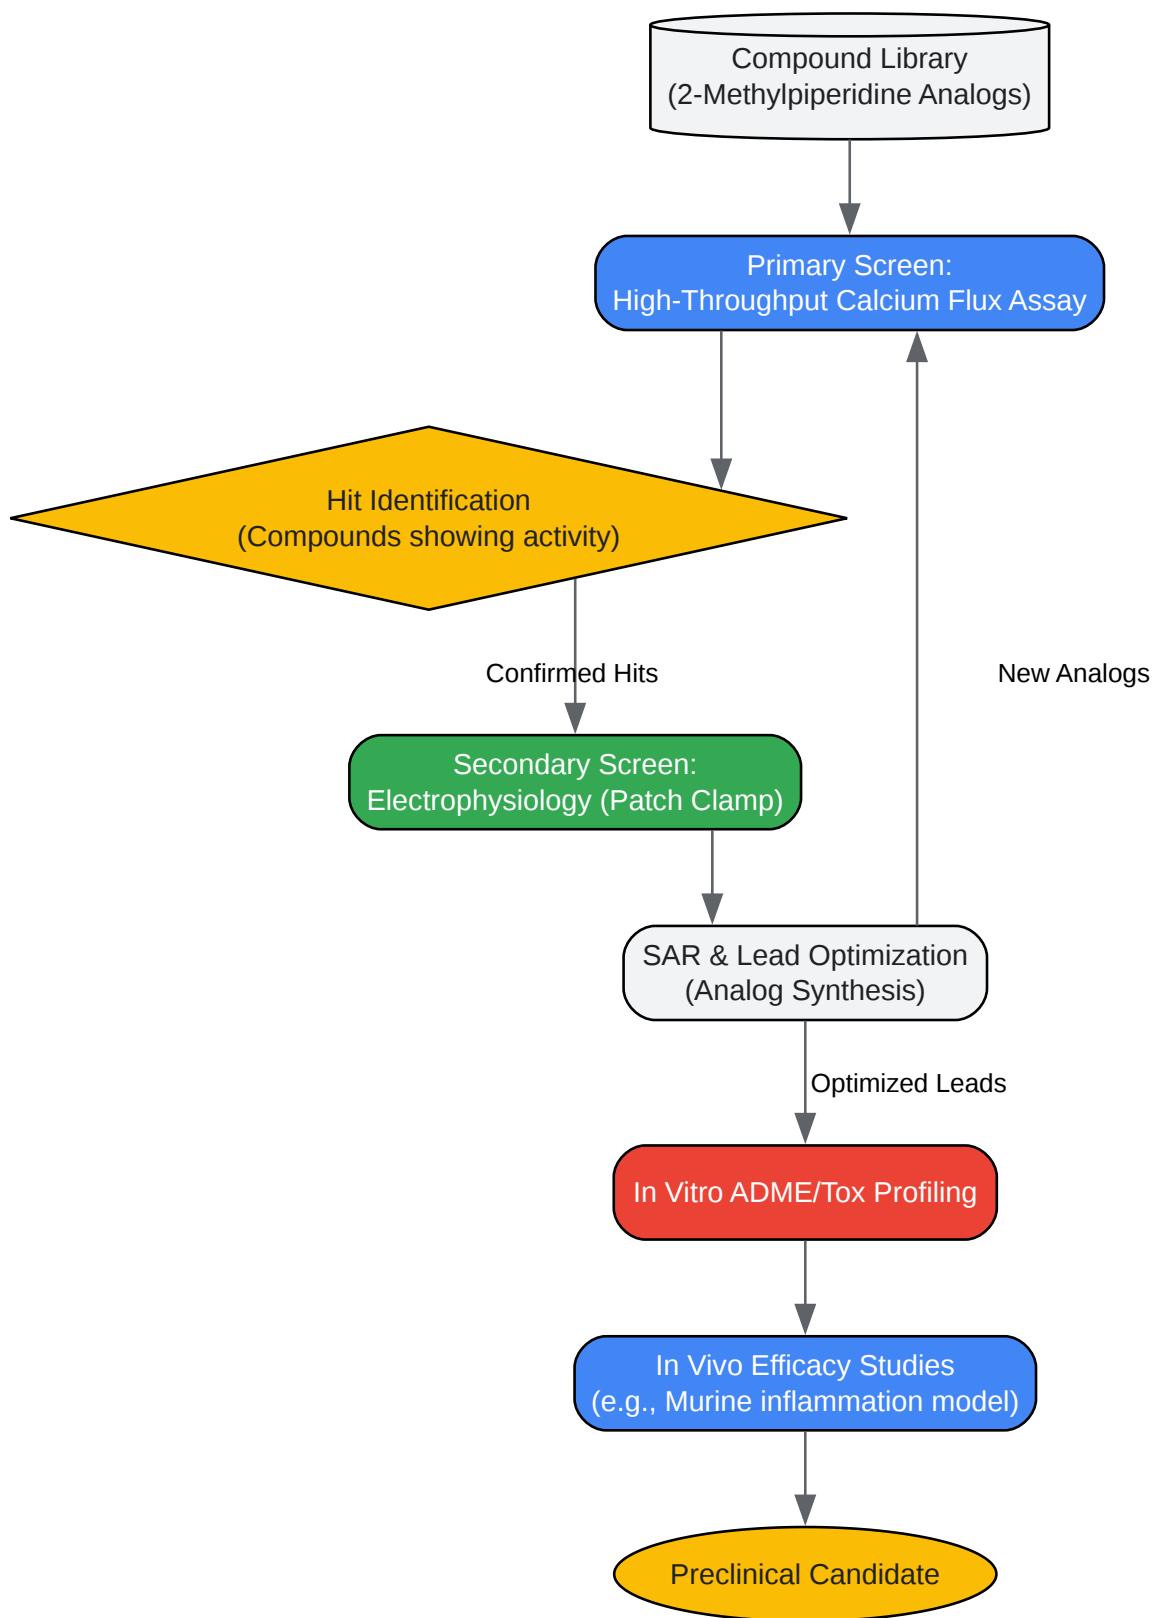 Compound Library
(2-Methylpiperidine Analogs)
Primary Screen:
High-Throughput Calcium Flux Assay
Hit Identification
(Compounds showing activity)
Confirmed Hits
New Analogs
Secondary Screen:
Electrophysiology (Patch Clamp)
SAR & Lead Optimization
(Analog Synthesis)
Optimized Leads
In Vitro ADME/Tox Profiling
In Vivo Efficacy Studies
(e.g., Murine inflammation model)
Preclinical Candidate